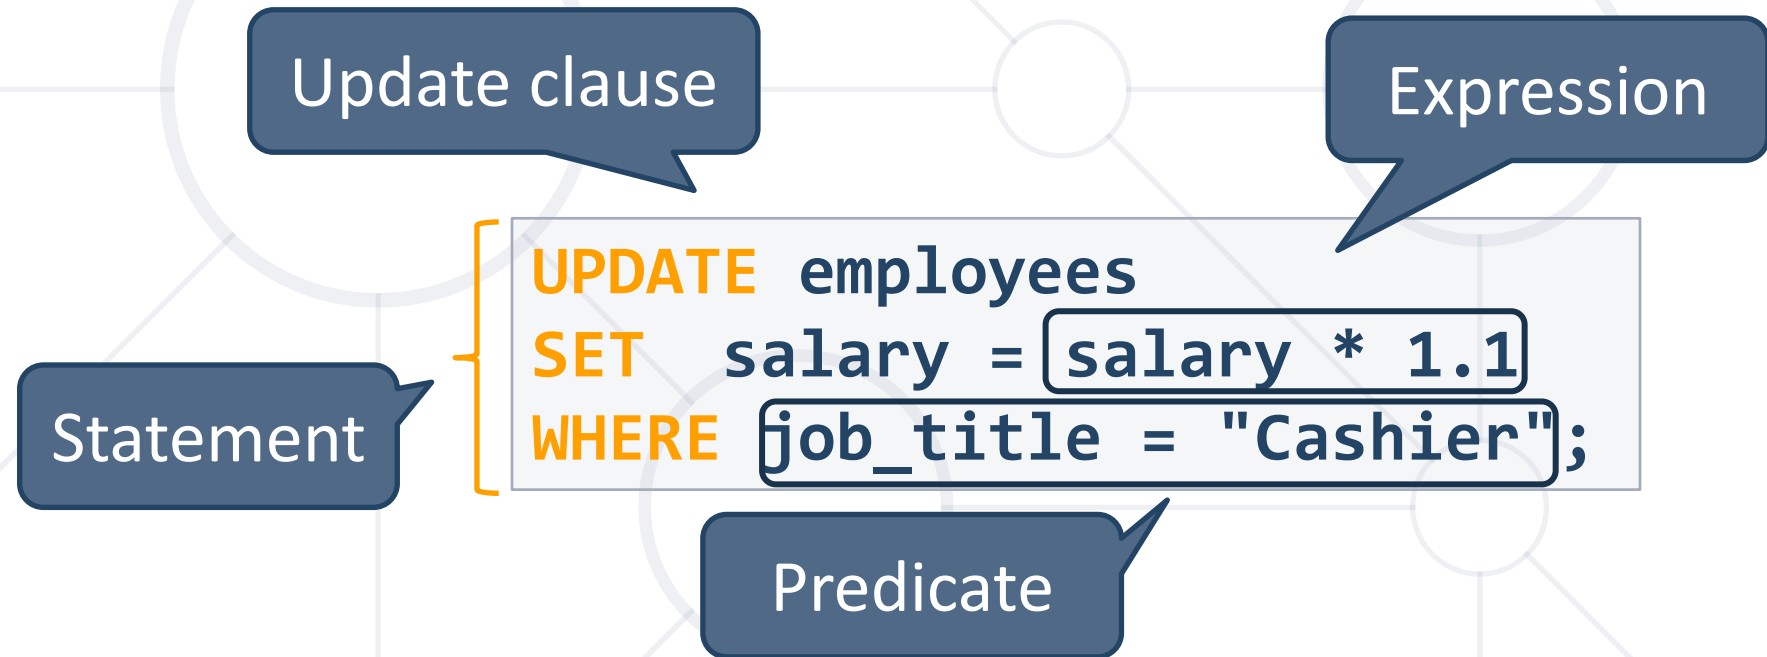 Update clause
Expression
UPDATE employees
SET  salary = salary * 1.1
WHERE job_title = "Cashier";
Statement
Predicate